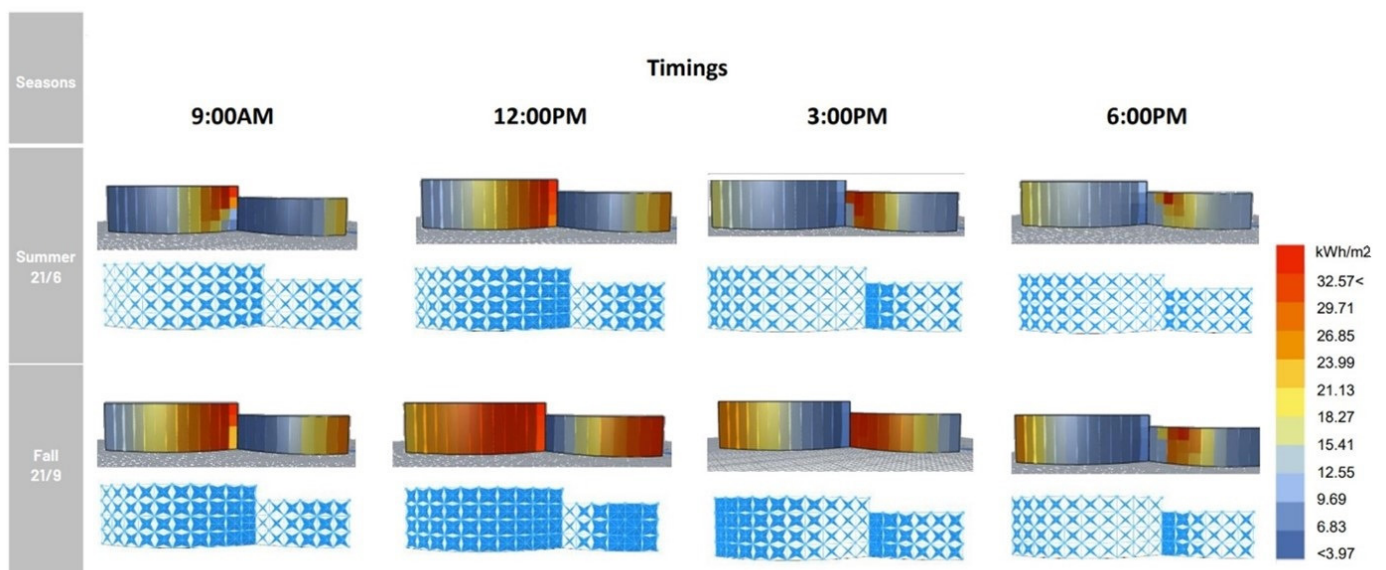 Seasons
Timings
9:00AM
12:00PM
3:00PM
6:00PM
Summer
21/6
Fall
21/9
kWh/m2
32.57<
29.71
26.85
23.99
21.13
18.27
15.41
12.55
9.69
6.83
<3.97